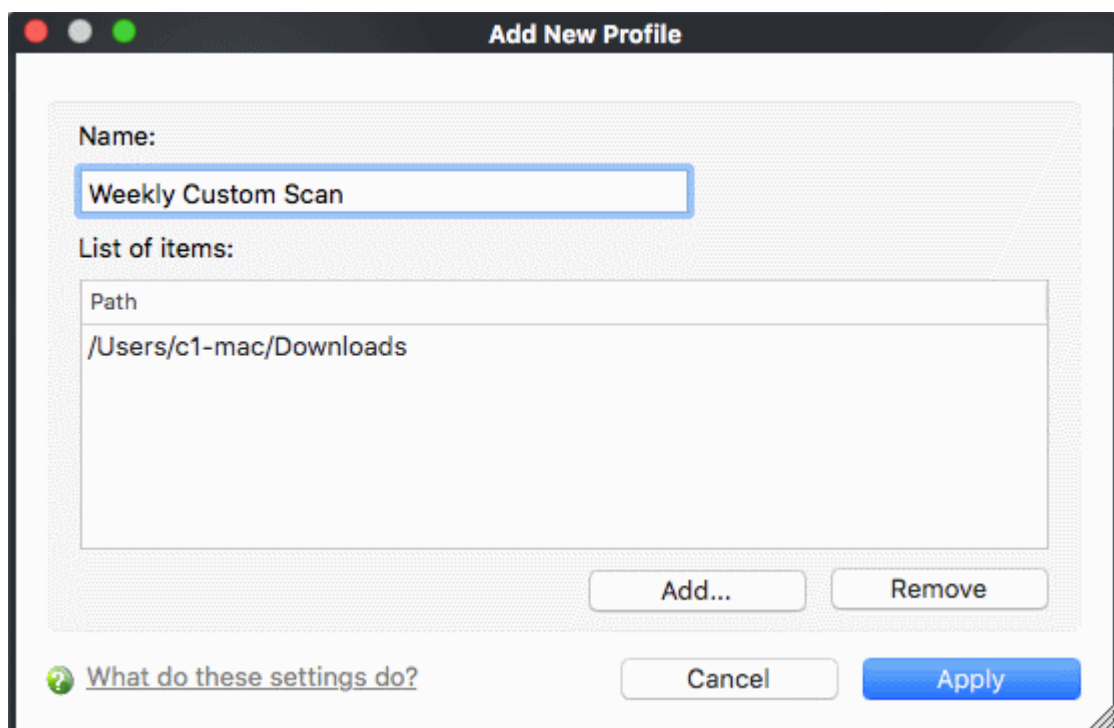 Add New Profile
Name:
Weekly Custom Scan
List of items:
Path
/Users/c1-mac/Downloads
Add... Remove
What do these settings do? Cancel Apply